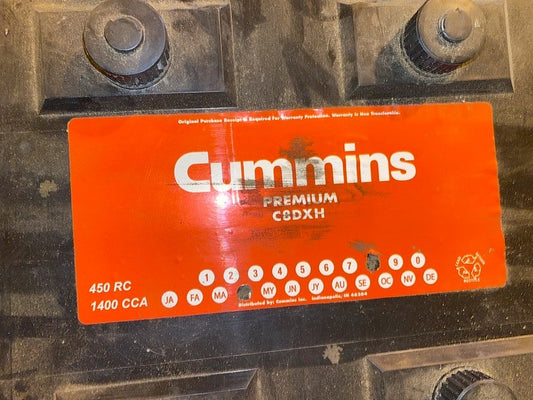 Original Purchase Receipt is Required For Warranty Protection. Warranty is Non Transferable.
Cummins
PREMIUM
C8DXH
450 RC
1400 CCA
1 2 3 4 5 6 7 9 0
JA FA MA MY JN JY AU SE OC NV DE
Distributed by: Cummins Inc. Indianapolis, IN